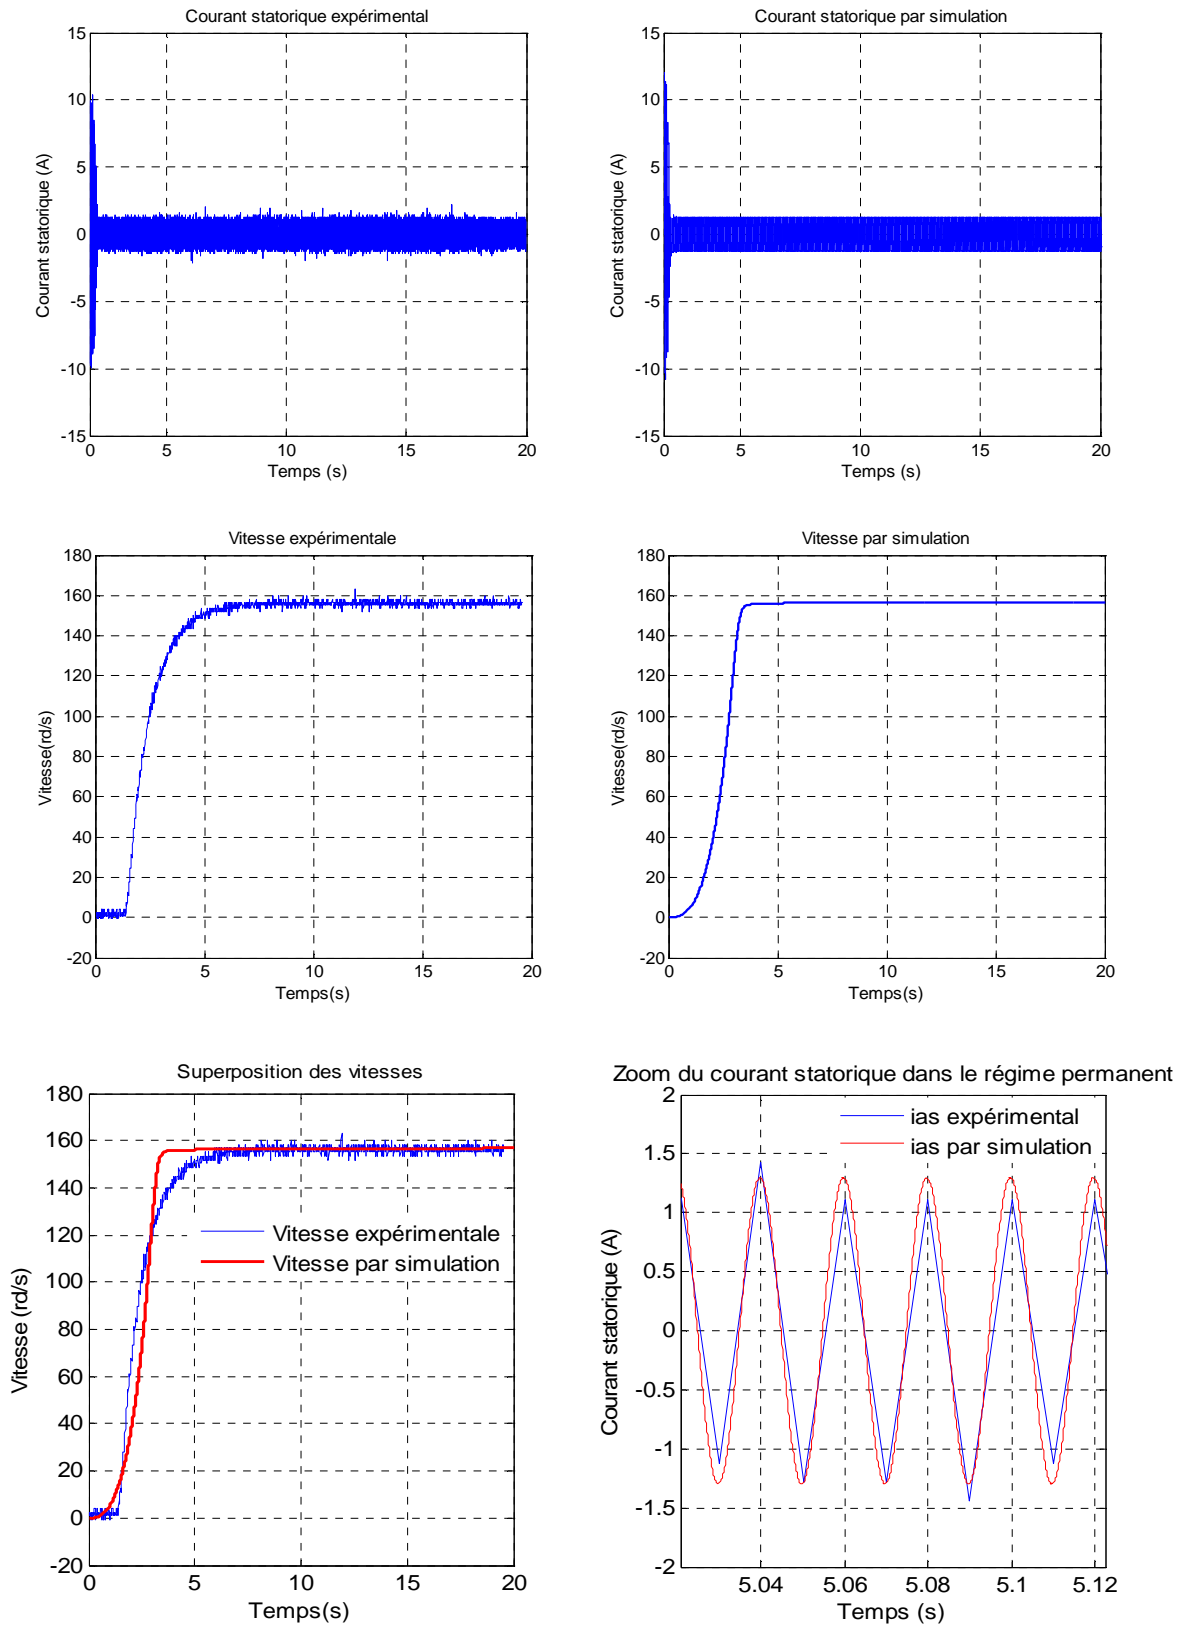 Courant statorique expérimental
15
10
5
0
-5
-10
-15
0 5 10 15 20
Courant statorique (A)
Temps (s)
Courant statorique par simulation
15
10
5
0
-5
-10
-15
0 5 10 15 20
Courant statorique (A)
Temps (s)
Vitesse expérimentale
180
160
140
120
100
80
60
40
20
0
-20
0 5 10 15 20
Vitesse(rd/s)
Temps(s)
Vitesse par simulation
180
160
140
120
100
80
60
40
20
0
-20
0 5 10 15 20
Vitesse(rd/s)
Temps(s)
Superposition des vitesses
180
160
140
120
100
80
60
40
20
0
-20
0 5 10 15 20
Vitesse expérimentale
Vitesse par simulation
Vitesse (rd/s)
Temps(s)
Zoom du courant statorique dans le régime permanent
2
1.5
1
0.5
0
-0.5
-1
-1.5
-2
5.04 5.06 5.08 5.1 5.12
ias expérimental
ias par simulation
Courant statorique (A)
Temps (s)